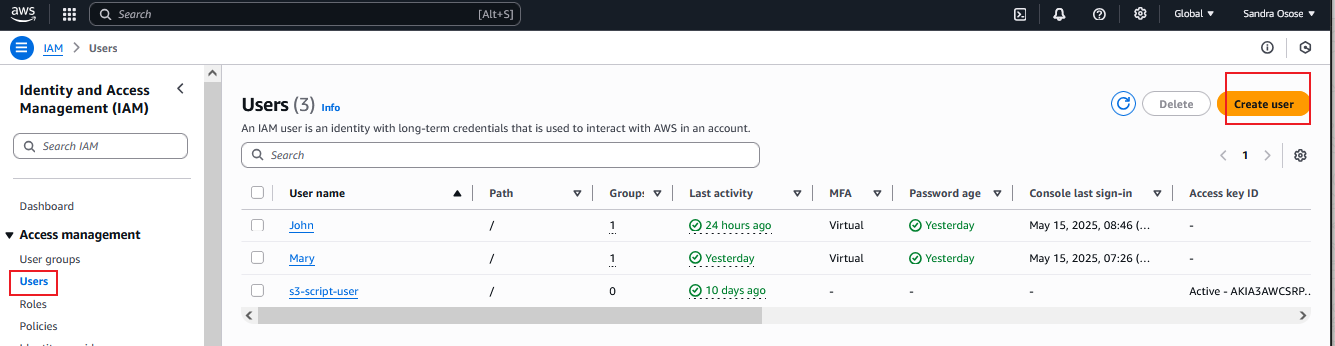 aws Search [Alt+S] Global Sandra Osose
IAM > Users
Identity and Access
Management (IAM)
Search IAM
Dashboard
Access management
User groups
Users
Roles
Policies
Users (3) Info
Delete Create user
An IAM user is an identity with long-term credentials that is used to interact with AWS in an account.
Search
1
User name Path Groups Last activity MFA Password age Console last sign-in Access key ID
John / 1 24 hours ago Virtual Yesterday May 15, 2025, 08:46 (... -
Mary / 1 Yesterday Virtual Yesterday May 15, 2025, 07:26 (... -
s3-script-user / 0 10 days ago - - - Active - AKIA3AWCSRP...